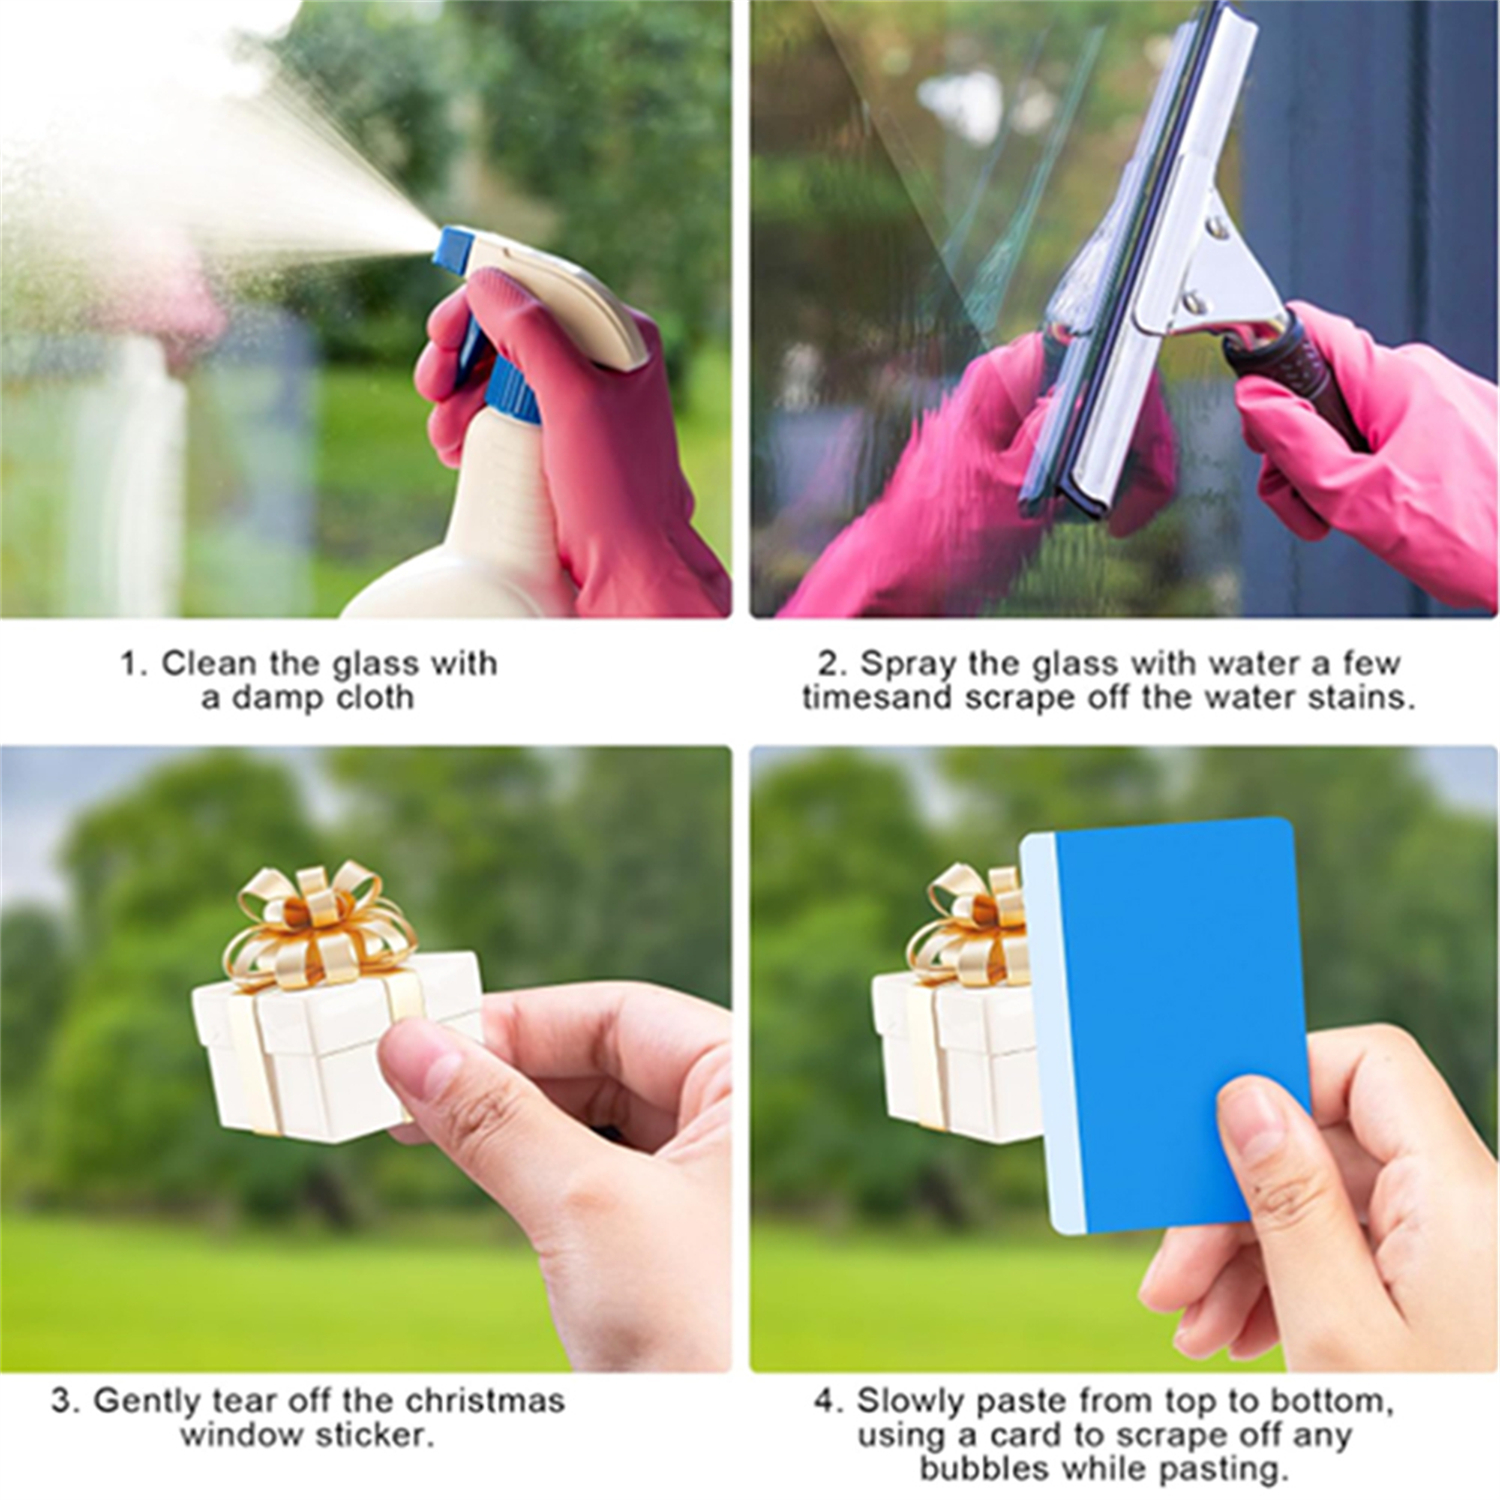 1. Clean the glass with
a damp cloth
2. Spray the glass with water a few
timesand scrape off the water stains.
3. Gently tear off the christmas
window sticker.
4. Slowly paste from top to bottom,
using a card to scrape off any
bubbles while pasting.